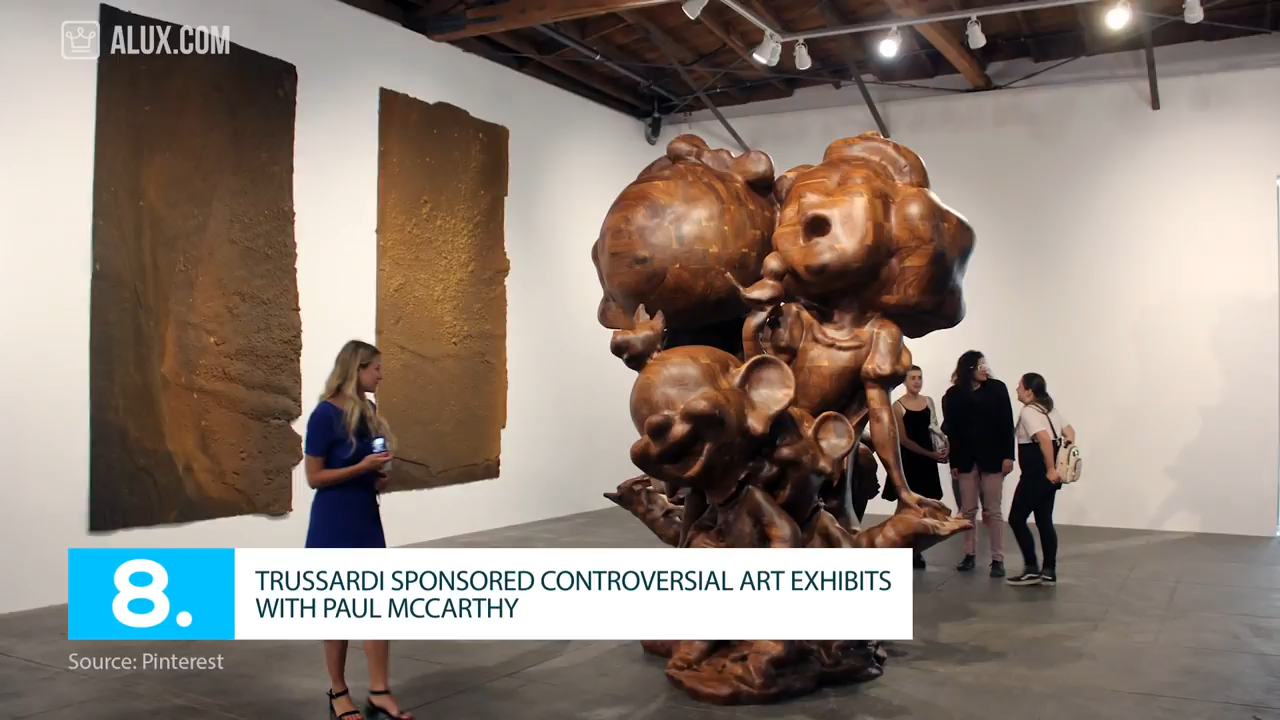 ALUX.COM
8.
TRUSSARDI SPONSORED CONTROVERSIAL ART EXHIBITS
WITH PAUL MCCARTHY
Source: Pinterest